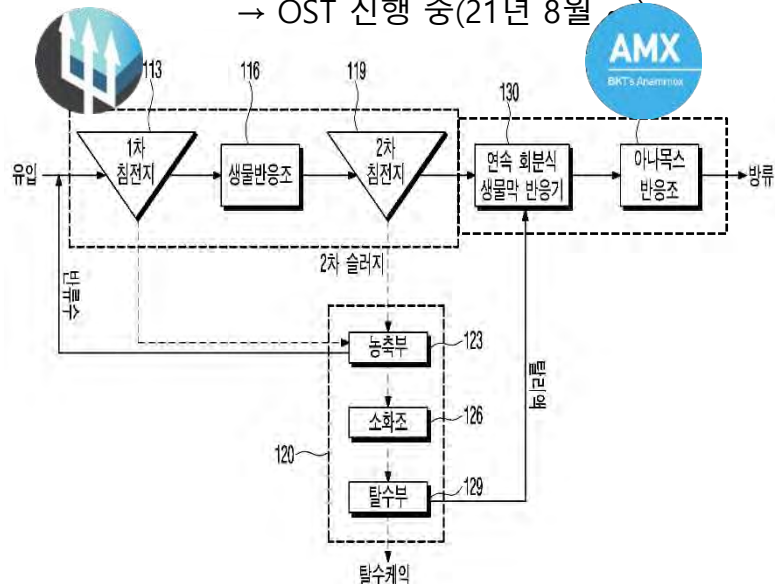 → OST 진행 중(21년 8월
AMX
BKT's Anammox
113
116
119
130
유입
1차
침전지
생물반응조
2차
침전지
연속 회분식
생물막 반응기
아나목스
반응조
방류
2차 슬러지
반류수
농축부
123
탈리액
소화조
126
120
탈수부
129
탈수케익